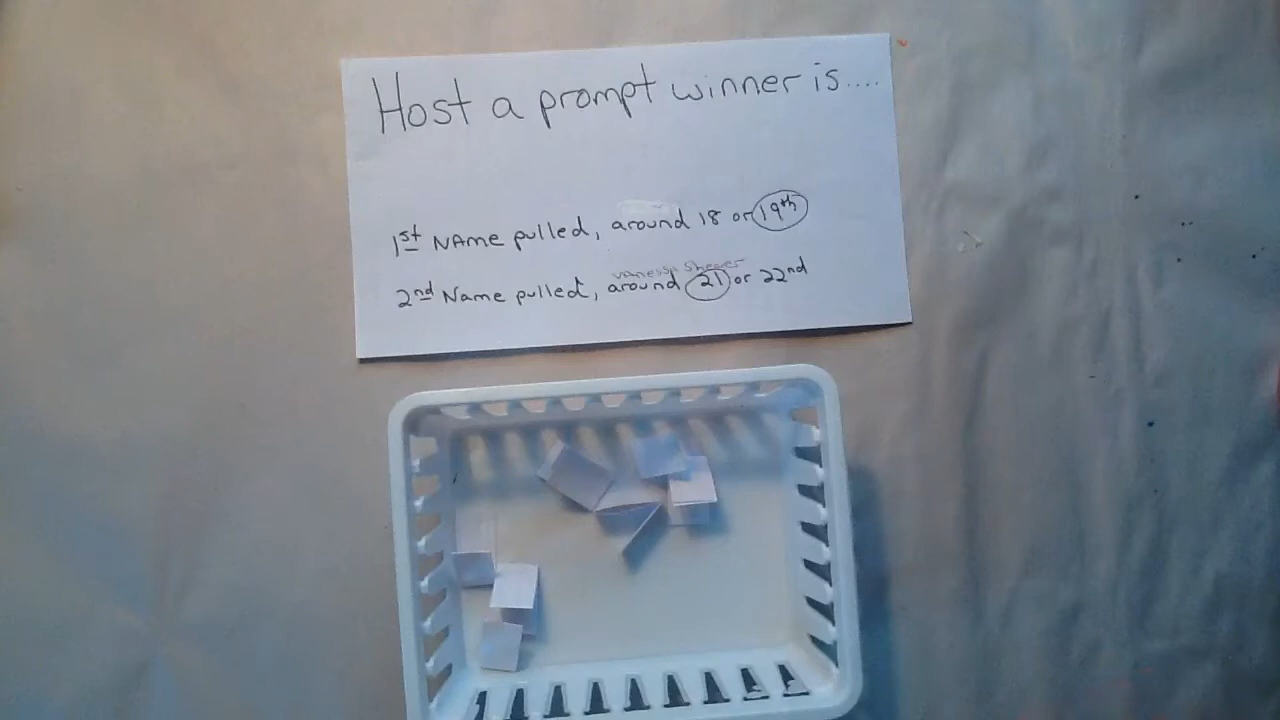 Host a prompt winner is....
1st NAme pulled, around 18 or 19th
vanessa
2nd Name pulled, around 21 or 22nd